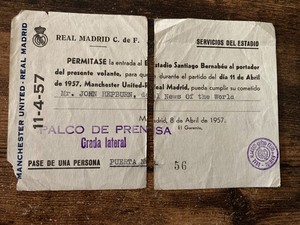 MANCHESTER UNITED - REAL MADRID
11-4-57
REAL MADRID C. de F.
SERVICIOS DEL ESTADIO
PERMITASE la entrada al Estadio Santiago Bernabéu al portador
del presente volante, para que durante el partido del día 11 de Abril
de 1957, Manchester United-Real Madrid, pueda cumplir su cometido
Mr. JOHN HEPBURN, del News Of the World
Madrid, 8 de Abril de 1957.
El Gerente,
PALCO DE PRENSA
Grada lateral
PASE DE UNA PERSONA PUERTA
56